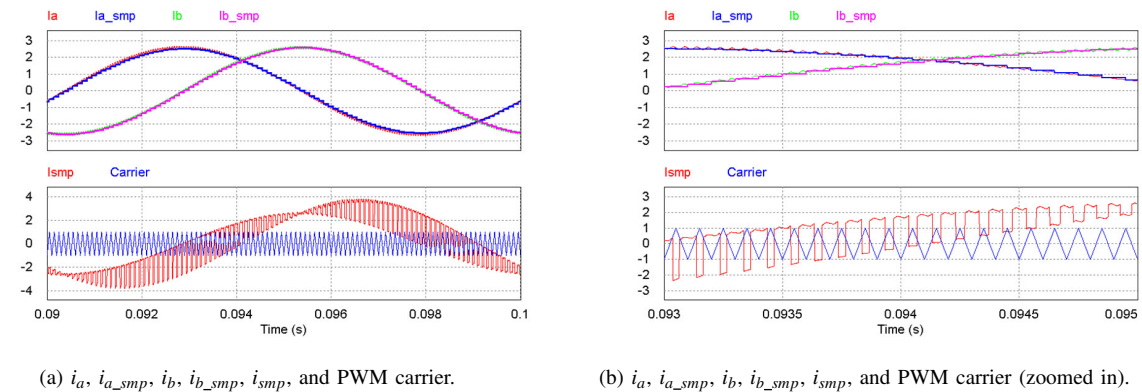 Ia Ia_smp Ib Ib_smp
3
2
1
0
-1
-2
-3
Ismp Carrier
4
2
0
-2
-4
0.09 0.092 0.094 0.096 0.098 0.1
Time (s)
(a) ia, ia_smp, ib, ib_smp, ismp, and PWM carrier.
Ia Ia_smp Ib Ib_smp
3
2
1
0
-1
-2
-3
Ismp Carrier
3
2
1
0
-1
-2
-3
0.093 0.0935 0.094 0.0945 0.095
Time (s)
(b) ia, ia_smp, ib, ib_smp, ismp, and PWM carrier (zoomed in).